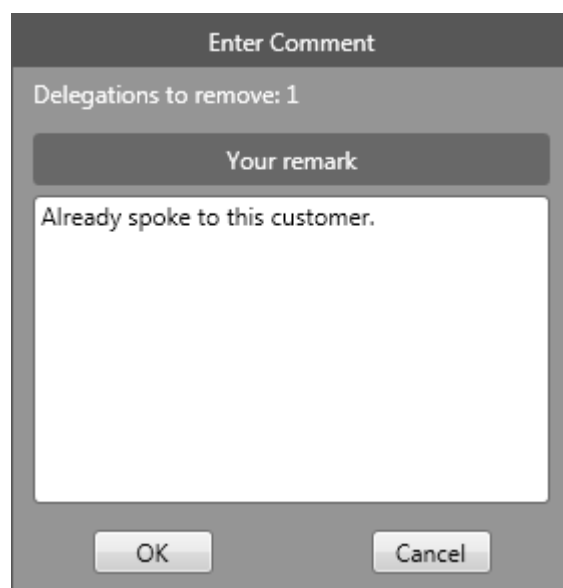 Enter Comment
Delegations to remove: 1
Your remark
Already spoke to this customer.
OK Cancel